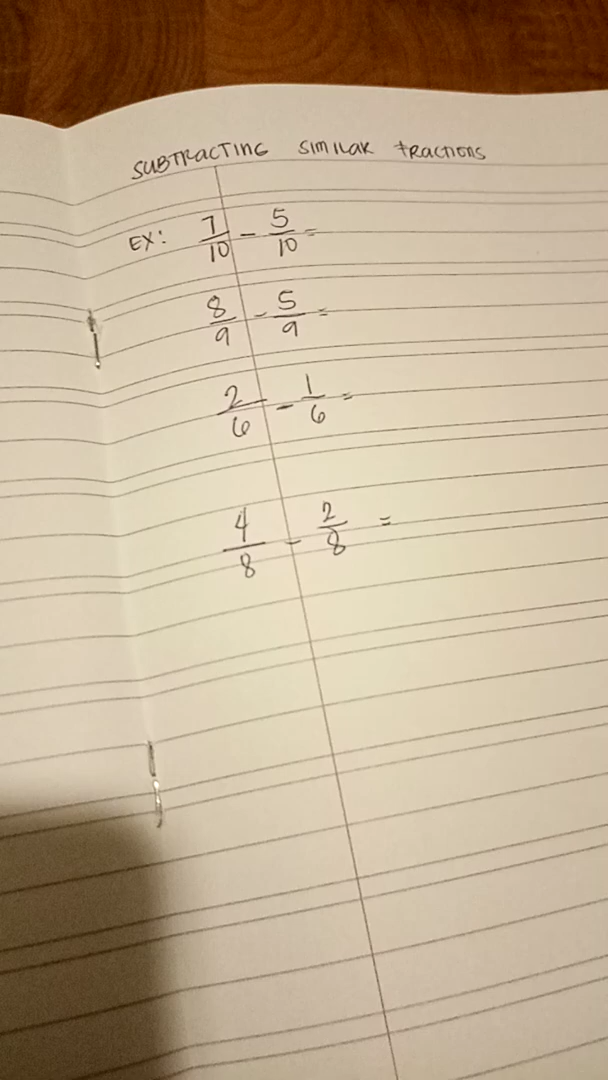 SUBTRACTING SIMILAR FRACTIONS
EX: 7/10 - 5/10 =
8/9 - 5/9 =
2/6 - 1/6 =
4/8 - 2/8 =